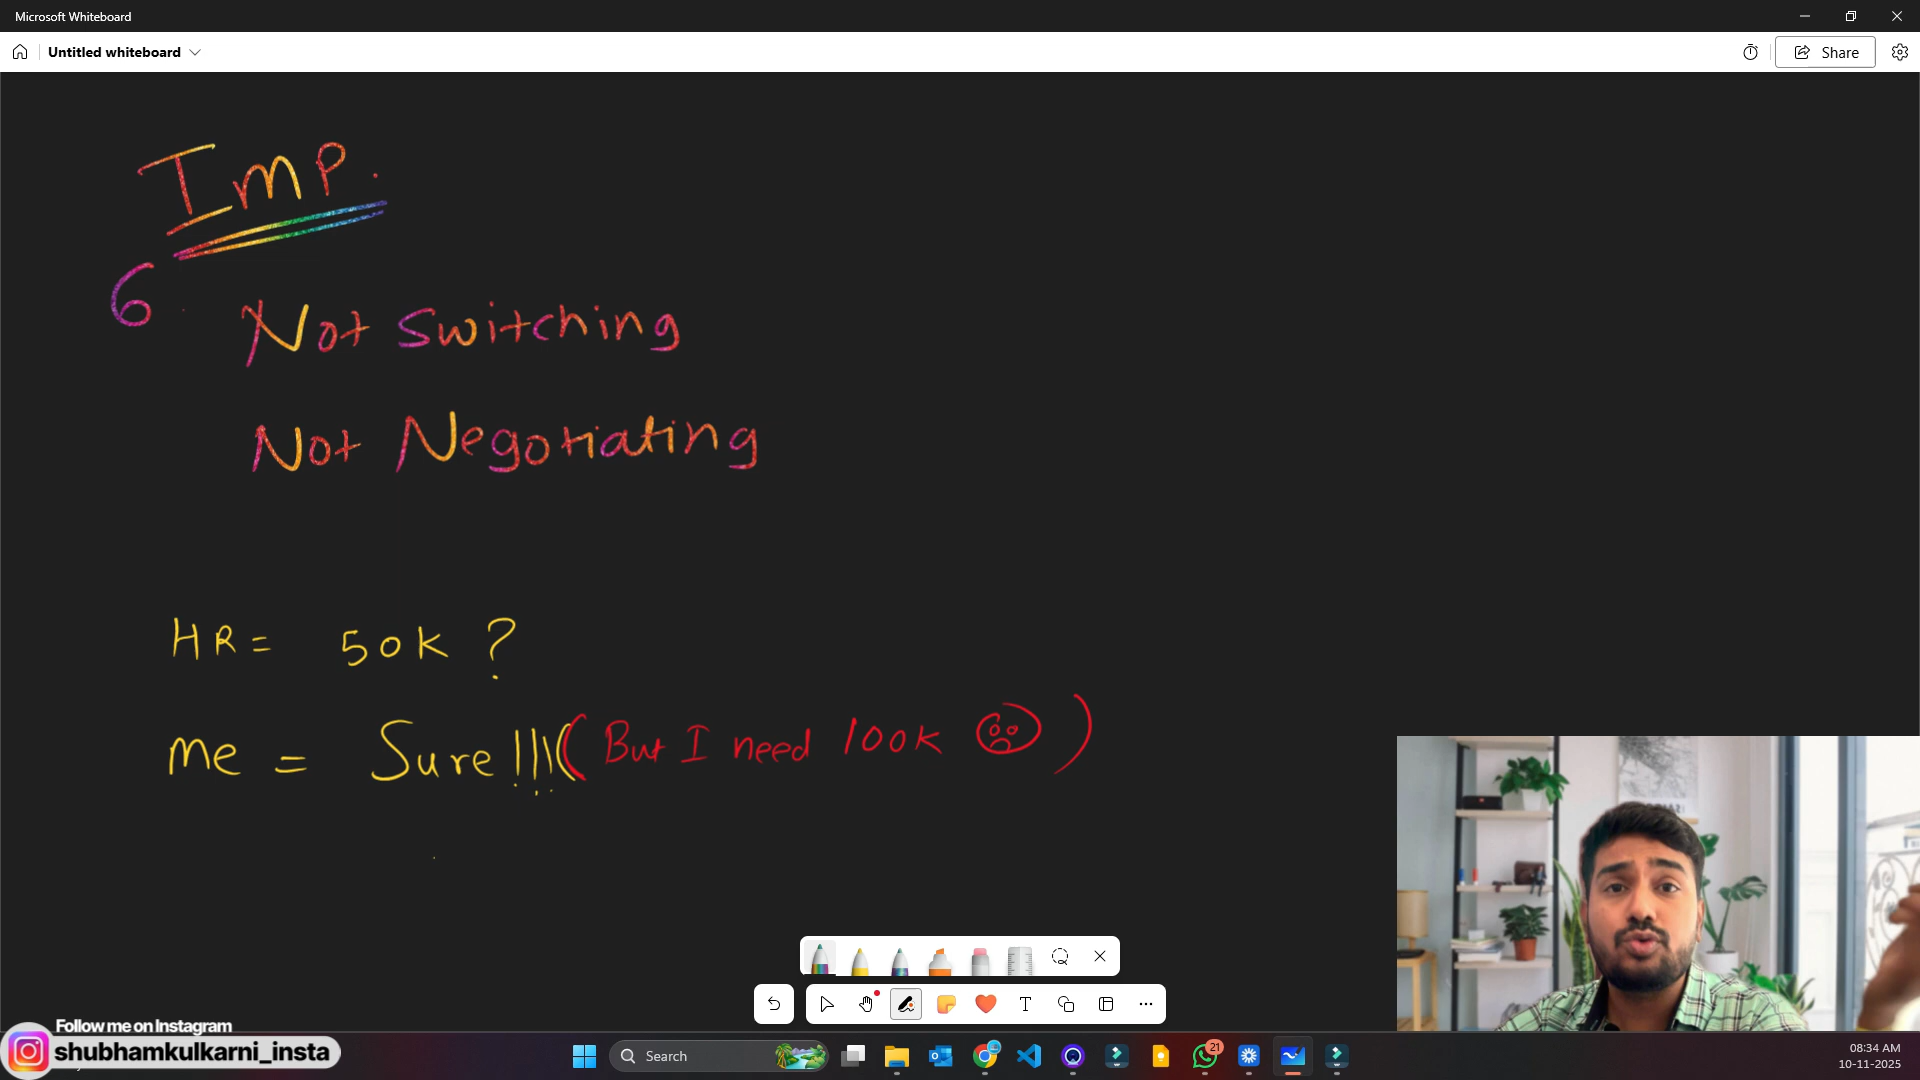 Microsoft Whiteboard
Untitled whiteboard
Share
Imp.
6. Not switching
Not Negotiating
HR = 50K ?
me = Sure!!! (But I need 100K ☹)
Follow me on Instagram
shubhamkulkarni_insta
Search
21
08:34 AM
10-11-2025